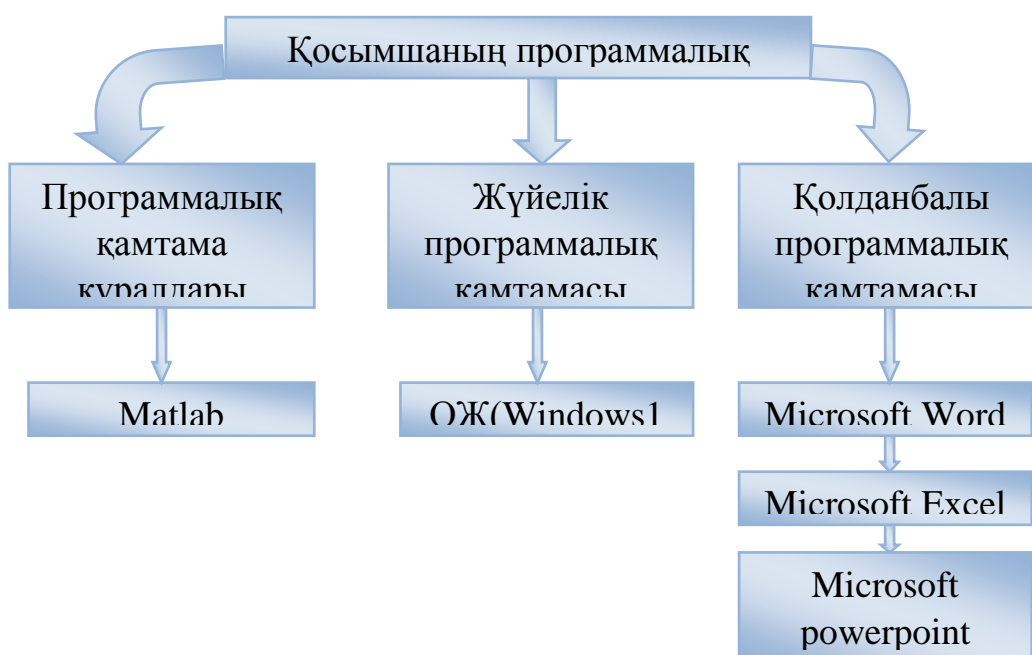 Қосымшаның программалық
Программалық
қамтама
құралдары
Жүйелік
программалық
қамтамасы
Қолданбалы
программалық
қамтамасы
Matlab
ОЖ(Windows1
Microsoft Word
Microsoft Excel
Microsoft
powerpoint